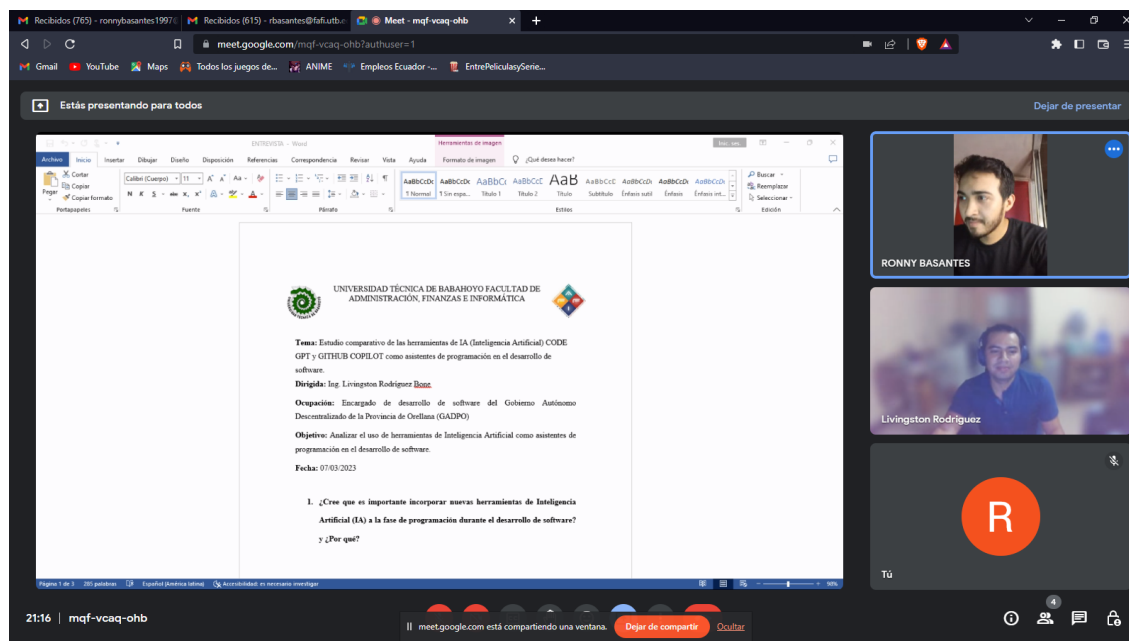 Recibidos (765) - ronnybasantes1997@
Recibidos (615) - rbasantes@fafi.utb.e
Meet - mqf-vcaq-ohb
meet.google.com/mqf-vcaq-ohb?authuser=1
Gmail YouTube Maps Todos los juegos de... ANIME Empleos Ecuador -... EntrePeliculasySerie...
Estás presentando para todos
Dejar de presentar
ENTREVISTA - Word
Herramientas de imagen
Inic. ses.
Archivo Inicio Insertar Dibujar Diseño Disposición Referencias Correspondencia Revisar Vista Ayuda Formato de imagen ¿Qué desea hacer?
Pegar
Cortar
Copiar
Copiar formato
Portapapeles
Calibri (Cuerpo) 11
N K S
Fuente
Párrafo
AaBbCcDc AaBbCcDc AaBbCc AaBbCcC AaB AaBbCcC AaBbCcDı AaBbCcDı AaBbCcDı
¶ Normal ¶ Sin espa... Título 1 Título 2 Título Subtítulo Énfasis sutil Énfasis Énfasis int...
Estilos
Buscar
Reemplazar
Seleccionar
Edición
UNIVERSIDAD TÉCNICA DE BABAHOYO FACULTAD DE
ADMINISTRACIÓN, FINANZAS E INFORMÁTICA
Tema: Estudio comparativo de las herramientas de IA (Inteligencia Artificial) CODE
GPT y GITHUB COPILOT como asistentes de programación en el desarrollo de
software.
Dirigida: Ing. Livingston Rodriguez Bone
Ocupación: Encargado de desarrollo de software del Gobierno Autónomo
Descentralizado de la Provincia de Orellana (GADPO)
Objetivo: Analizar el uso de herramientas de Inteligencia Artificial como asistentes de
programación en el desarrollo de software.
Fecha: 07/03/2023
1. ¿Cree que es importante incorporar nuevas herramientas de Inteligencia
Artificial (IA) a la fase de programación durante el desarrollo de software?
y ¿Por qué?
Página 1 de 3 285 palabras Español (América latina) Accesibilidad: es necesario investigar
98%
RONNY BASANTES
Livingston Rodriguez
R
Tú
21:16 | mqf-vcaq-ohb
meet.google.com está compartiendo una ventana.
Dejar de compartir
Ocultar
4